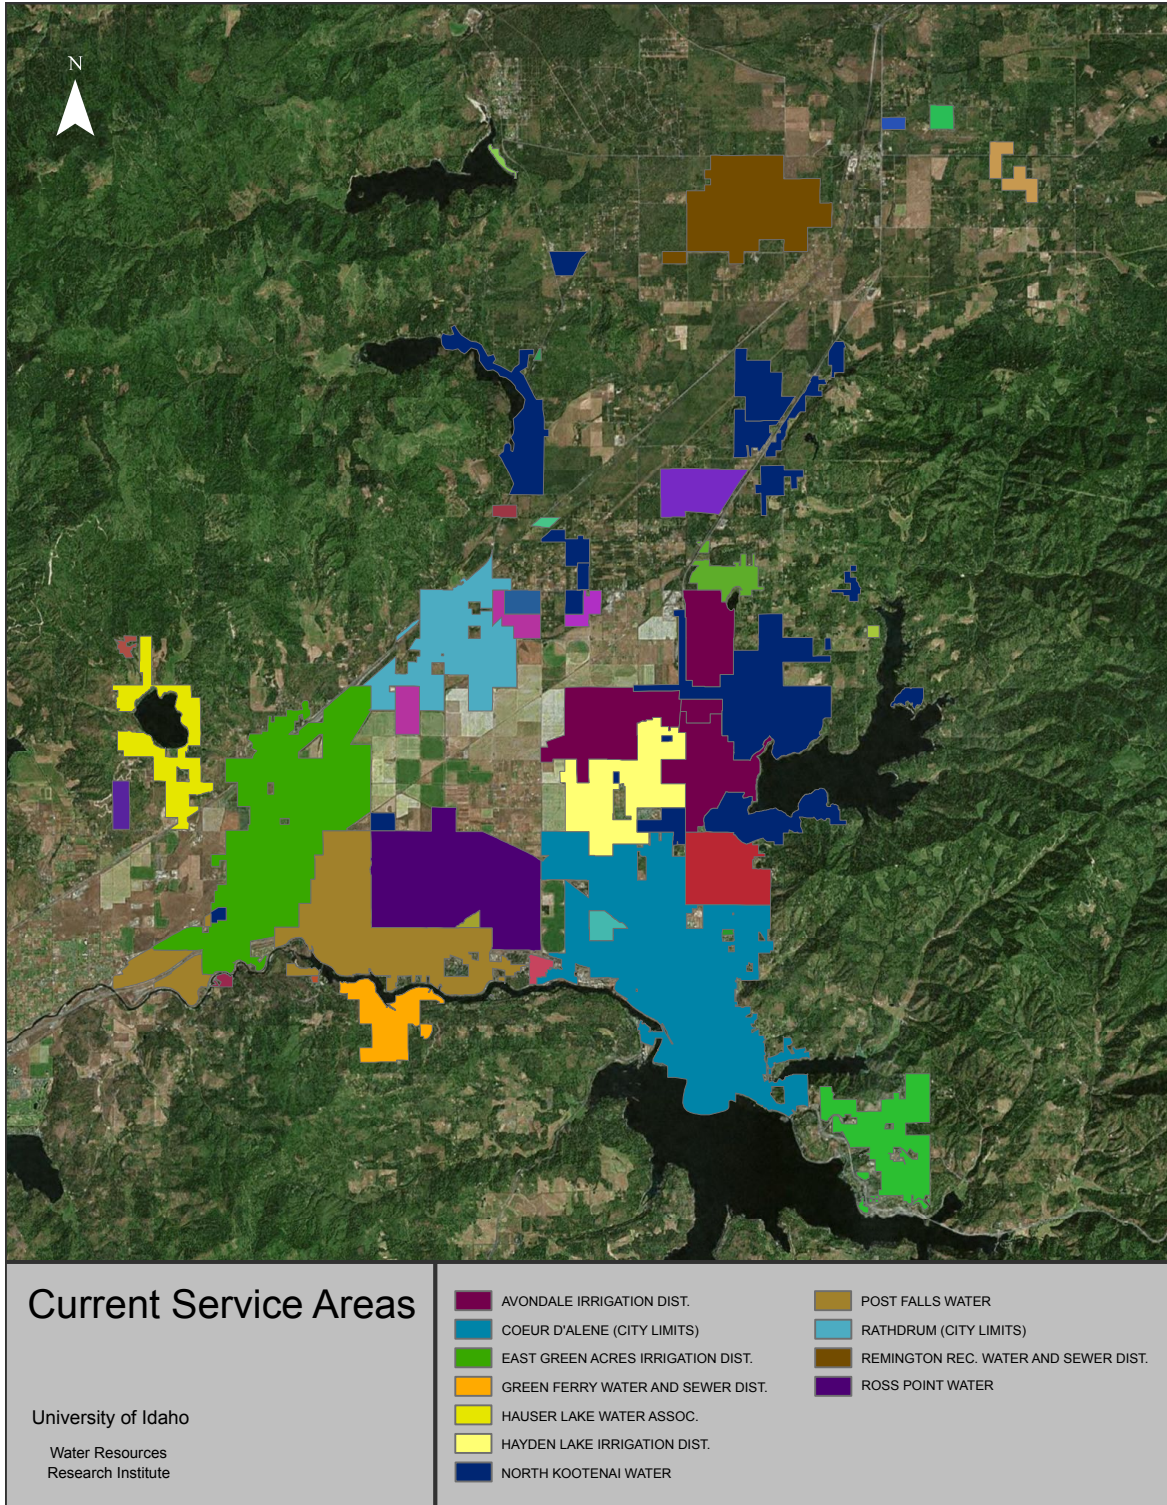 N
Current Service Areas
University of Idaho
Water Resources
Research Institute
AVONDALE IRRIGATION DIST.
COEUR D'ALENE (CITY LIMITS)
EAST GREEN ACRES IRRIGATION DIST.
GREEN FERRY WATER AND SEWER DIST.
HAUSER LAKE WATER ASSOC.
HAYDEN LAKE IRRIGATION DIST.
NORTH KOOTENAI WATER
POST FALLS WATER
RATHDRUM (CITY LIMITS)
REMINGTON REC. WATER AND SEWER DIST.
ROSS POINT WATER